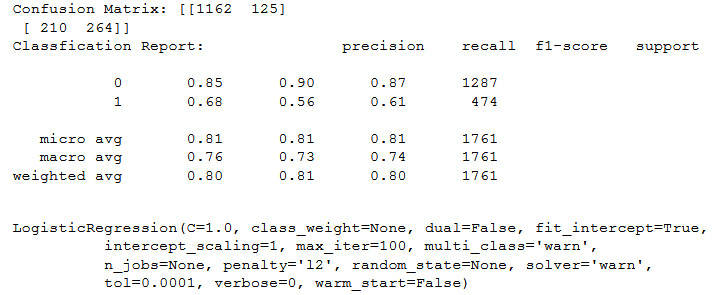 Confusion Matrix: [[1162  125]
 [ 210  264]]
Classfication Report:               precision    recall  f1-score   support

           0       0.85      0.90      0.87      1287
           1       0.68      0.56      0.61       474

   micro avg       0.81      0.81      0.81      1761
   macro avg       0.76      0.73      0.74      1761
weighted avg       0.80      0.81      0.80      1761

LogisticRegression(C=1.0, class_weight=None, dual=False, fit_intercept=True,
          intercept_scaling=1, max_iter=100, multi_class='warn',
          n_jobs=None, penalty='l2', random_state=None, solver='warn',
          tol=0.0001, verbose=0, warm_start=False)